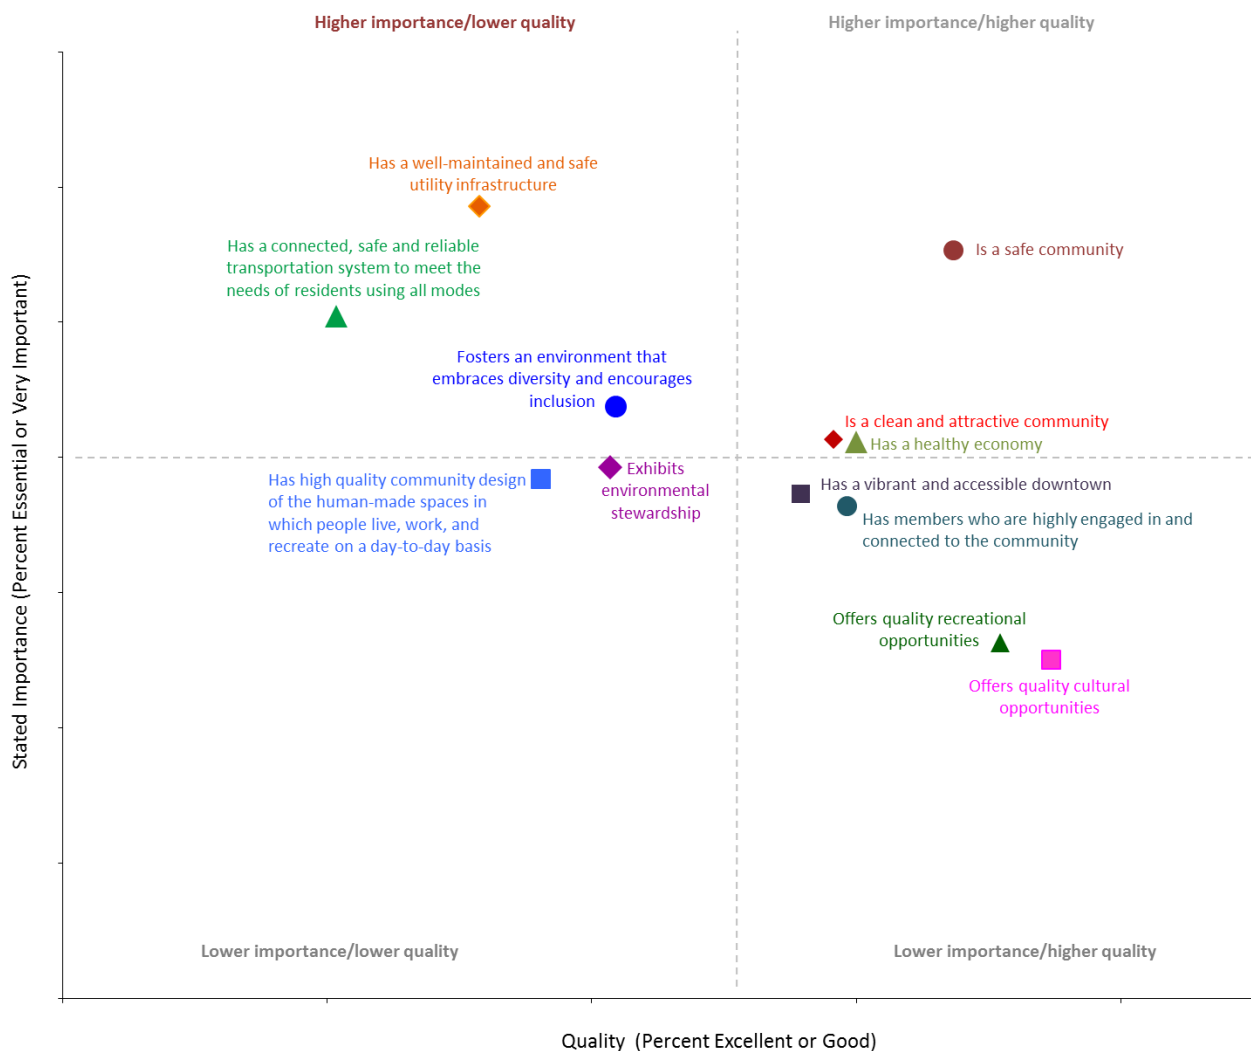 Higher importance/lower quality
Higher importance/higher quality
Has a well-maintained and safe
utility infrastructure
Has a connected, safe and reliable
transportation system to meet the
needs of residents using all modes
Is a safe community
Fosters an environment that
embraces diversity and encourages
inclusion
Is a clean and attractive community
Has a healthy economy
Has high quality community design
of the human-made spaces in
which people live, work, and
recreate on a day-to-day basis
Exhibits
environmental
stewardship
Has a vibrant and accessible downtown
Has members who are highly engaged in and
connected to the community
Offers quality recreational
opportunities
Offers quality cultural
opportunities
Stated Importance (Percent Essential or Very Important)
Lower importance/lower quality
Lower importance/higher quality
Quality (Percent Excellent or Good)